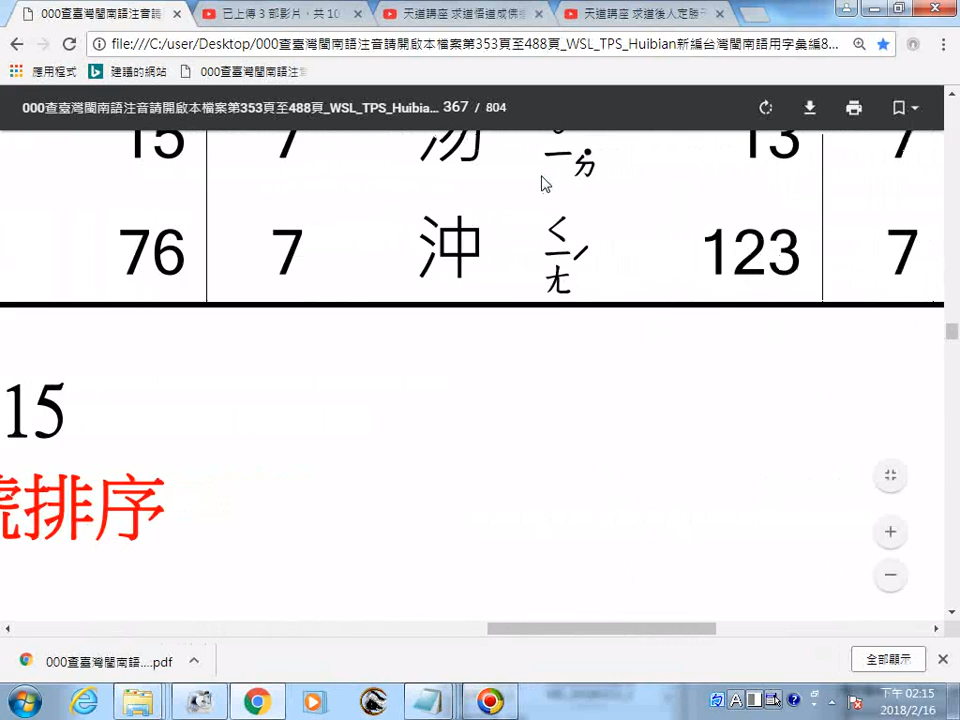 000查臺灣閩南語注音請
已上傳 3 部影片，共 10
天道講座 求道悟道成佛
天道講座 求道後人定勝
file:///C:/user/Desktop/000查臺灣閩南語注音請開啟本檔案第353頁至488頁_WSL_TPS_Huibian新編台灣閩南語用字彙編8...
應用程式
建議的網站
000查臺灣閩南語注音
000查臺灣閩南語注音請開啟本檔案第353頁至488頁_WSL_TPS_Huibia... 367 / 804
15 7 沕 13 7
76 7 沖 ㄑㄧㄤˊ 123 7
15
號排序
000查臺灣閩南語....pdf
全部顯示
下午 02:15
2018/2/16